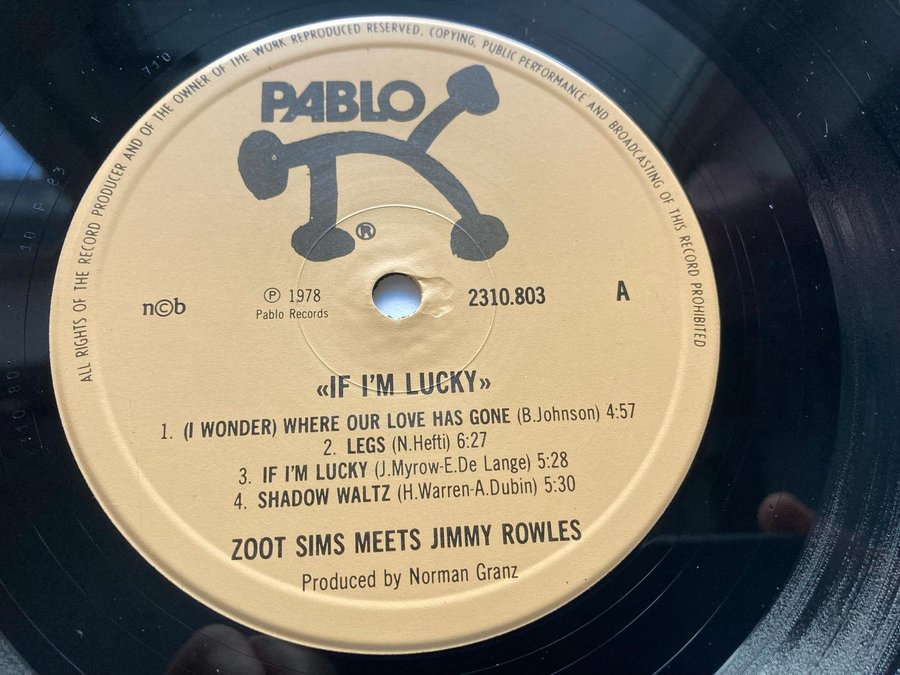 ALL RIGHTS OF THE RECORD PRODUCER AND OF THE OWNER OF THE WORK REPRODUCED RESERVED. COPYING, PUBLIC PERFORMANCE AND BROADCASTING OF THIS RECORD PROHIBITED
PABLO
®
n©b
℗ 1978
Pablo Records
2310.803
A
«IF I'M LUCKY»
1. (I WONDER) WHERE OUR LOVE HAS GONE (B.Johnson) 4:57
2. LEGS (N.Hefti) 6:27
3. IF I'M LUCKY (J.Myrow-E.De Lange) 5:28
4. SHADOW WALTZ (H.Warren-A.Dubin) 5:30
ZOOT SIMS MEETS JIMMY ROWLES
Produced by Norman Granz